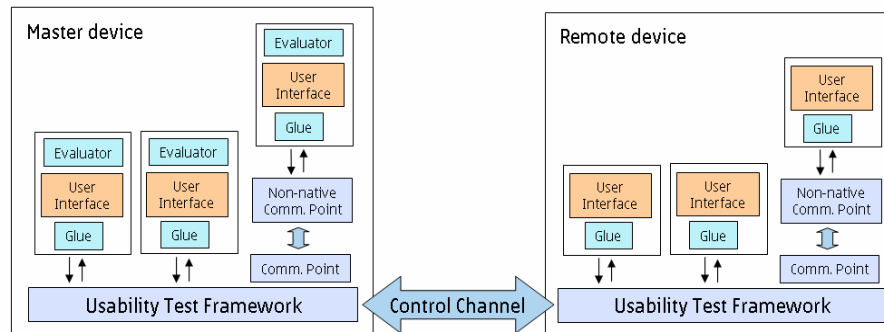 Master device
Evaluator
User
Interface
Glue
Evaluator
User
Interface
Glue
Evaluator
User
Interface
Glue
Non-native
Comm. Point
Comm. Point
Usability Test Framework
Control Channel
Remote device
User
Interface
Glue
User
Interface
Glue
User
Interface
Glue
Non-native
Comm. Point
Comm. Point
Usability Test Framework